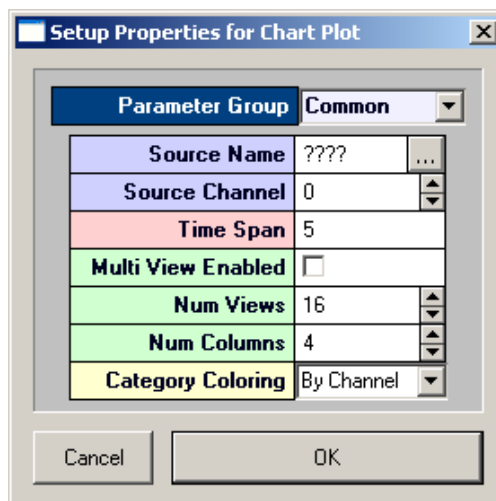 Setup Properties for Chart Plot
Parameter Group Common
Source Name ???? ...
Source Channel 0
Time Span 5
Multi View Enabled
Num Views 16
Num Columns 4
Category Coloring By Channel
Cancel OK